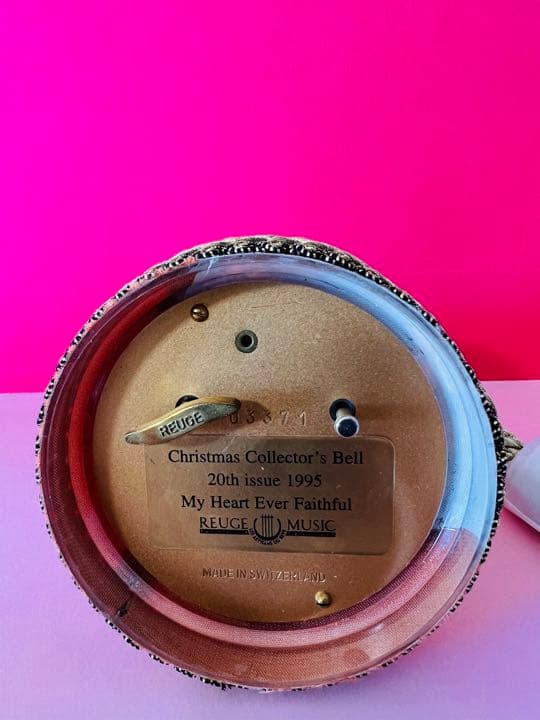 REUGE
03371
Christmas Collector's Bell
20th issue 1995
My Heart Ever Faithful
REUGE MUSIC
MADE IN SWITZERLAND